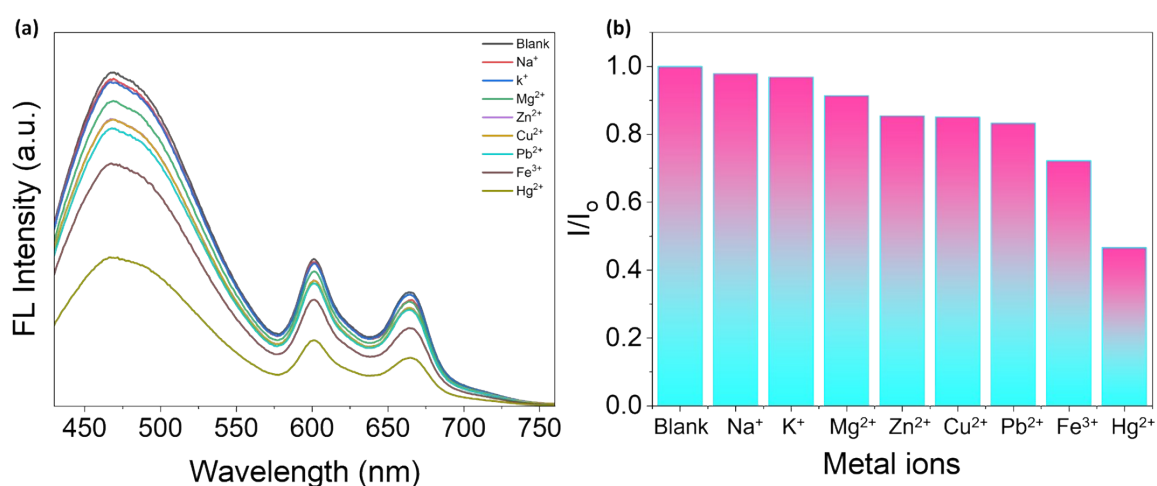 (a)
FL Intensity (a.u.)
Blank
Na⁺
k⁺
Mg²⁺
Zn²⁺
Cu²⁺
Pb²⁺
Fe³⁺
Hg²⁺
450 500 550 600 650 700 750
Wavelength (nm)
(b)
I/Iₒ
1.0
0.8
0.6
0.4
0.2
0.0
Blank Na⁺ K⁺ Mg²⁺ Zn²⁺ Cu²⁺ Pb²⁺ Fe³⁺ Hg²⁺
Metal ions